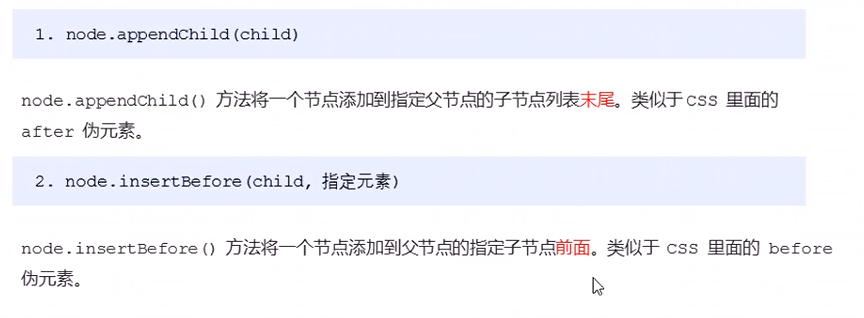 1. node.appendChild(child)
node.appendChild() 方法将一个节点添加到指定父节点的子节点列表末尾。类似于 CSS 里面的
after 伪元素。
2. node.insertBefore(child, 指定元素)
node.insertBefore() 方法将一个节点添加到父节点的指定子节点前面。类似于 CSS 里面的 before
伪元素。